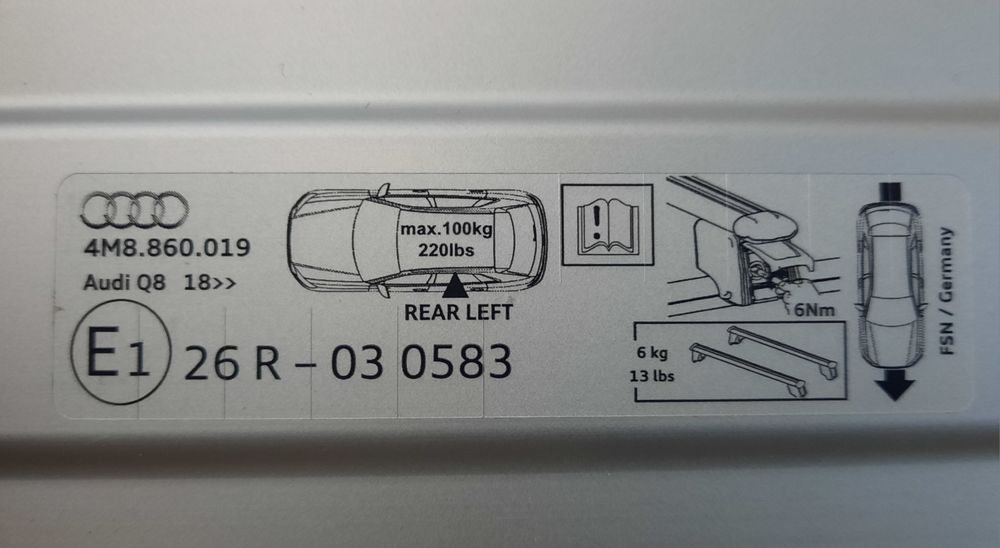 4M8.860.019
Audi Q8 18>>
max.100kg
220lbs
REAR LEFT
E1 26 R – 03 0583
!
6Nm
6 kg
13 lbs
FSN / Germany